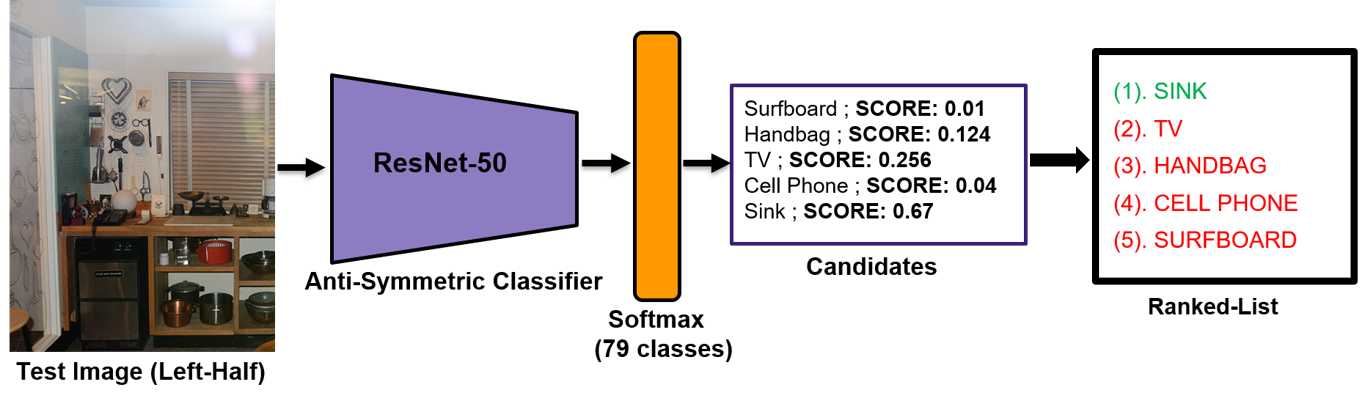 Test Image (Left-Half)
ResNet-50
Anti-Symmetric Classifier
Softmax
(79 classes)
Surfboard ; SCORE: 0.01
Handbag ; SCORE: 0.124
TV ; SCORE: 0.256
Cell Phone ; SCORE: 0.04
Sink ; SCORE: 0.67
Candidates
(1). SINK
(2). TV
(3). HANDBAG
(4). CELL PHONE
(5). SURFBOARD
Ranked-List